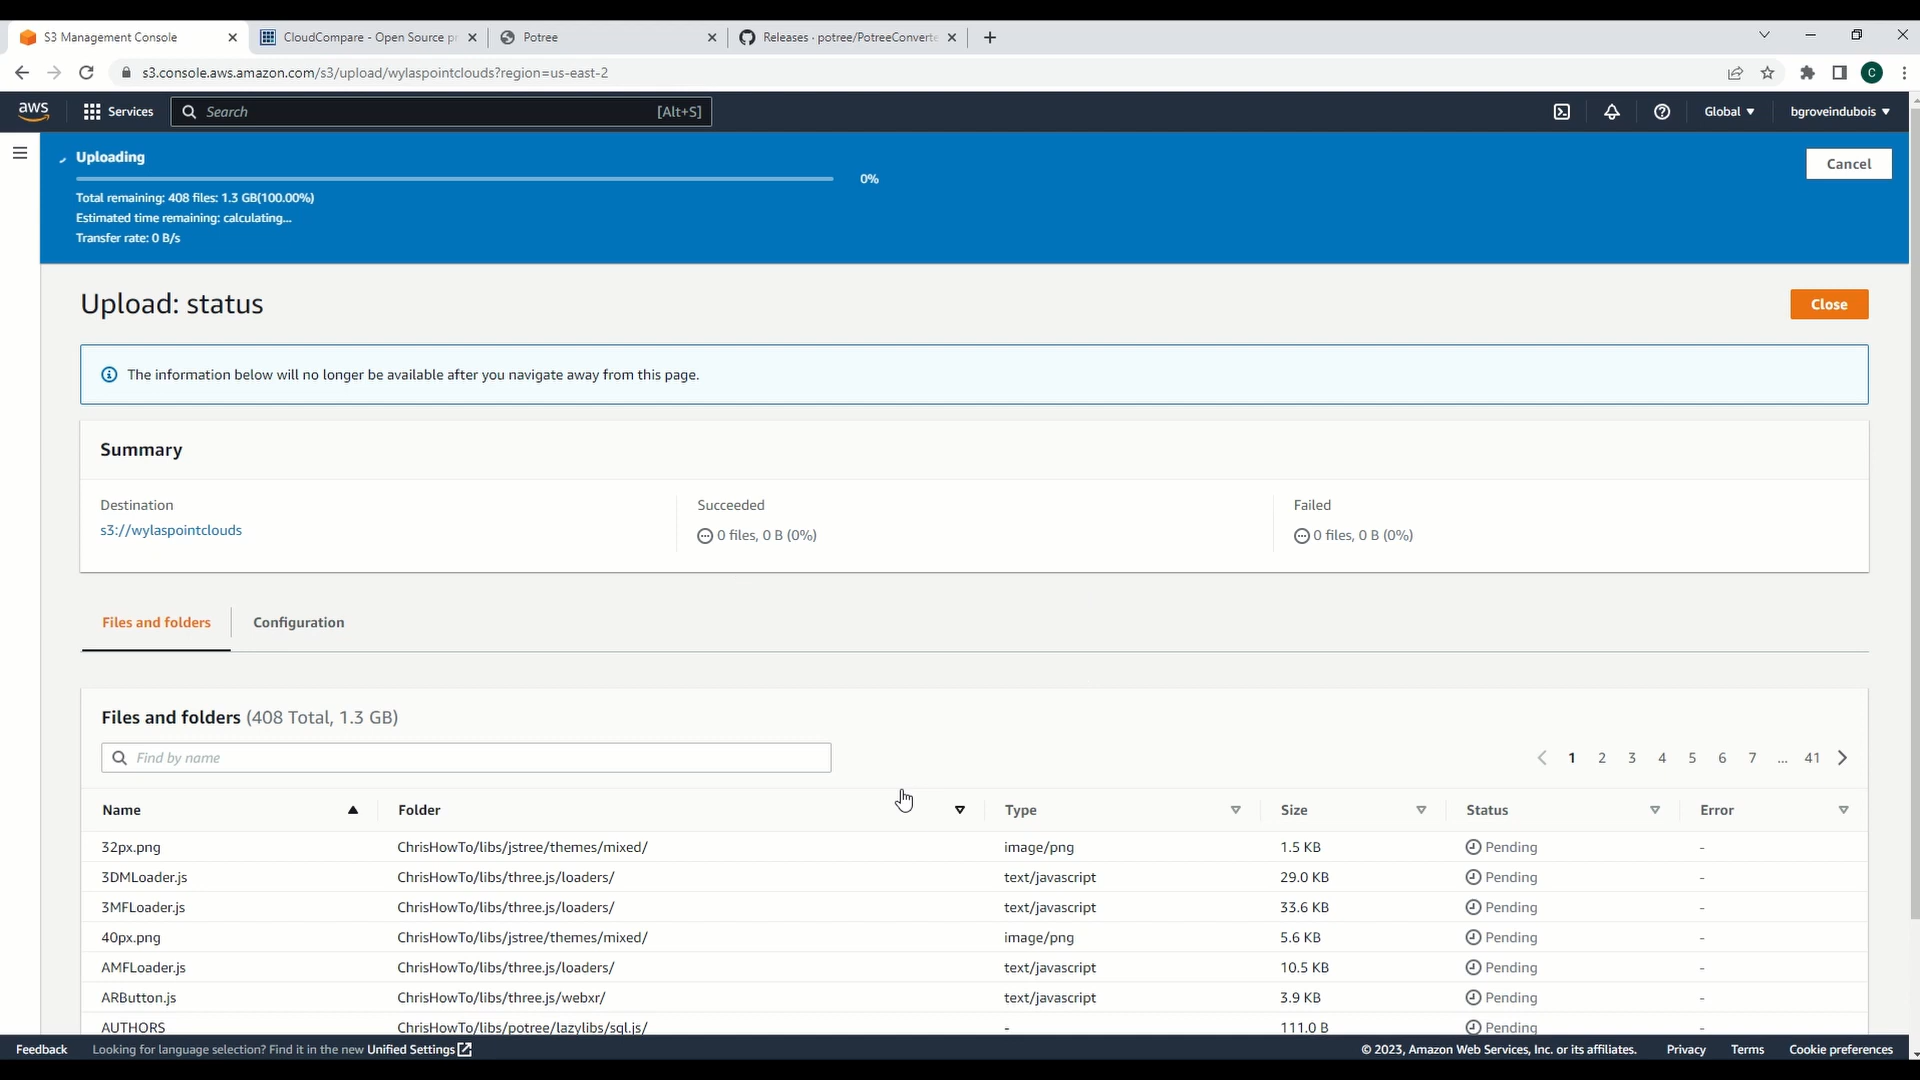 S3 Management Console
CloudCompare - Open Source p
Potree
Releases · potree/PotreeConverte
s3.console.aws.amazon.com/s3/upload/wylaspointclouds?region=us-east-2
C
aws
Services
Search
[Alt+S]
Global
bgroveindubois
Uploading
0%
Cancel
Total remaining: 408 files: 1.3 GB(100.00%)
Estimated time remaining: calculating...
Transfer rate: 0 B/s
Upload: status
Close
The information below will no longer be available after you navigate away from this page.
Summary
Destination
s3://wylaspointclouds
Succeeded
0 files, 0 B (0%)
Failed
0 files, 0 B (0%)
Files and folders
Configuration
Files and folders (408 Total, 1.3 GB)
Find by name
1 2 3 4 5 6 7 ... 41
Name Folder Type Size Status Error
32px.png ChrisHowTo/libs/jstree/themes/mixed/ image/png 1.5 KB Pending -
3DMLoader.js ChrisHowTo/libs/three.js/loaders/ text/javascript 29.0 KB Pending -
3MFLoader.js ChrisHowTo/libs/three.js/loaders/ text/javascript 33.6 KB Pending -
40px.png ChrisHowTo/libs/jstree/themes/mixed/ image/png 5.6 KB Pending -
AMFLoader.js ChrisHowTo/libs/three.js/loaders/ text/javascript 10.5 KB Pending -
ARButton.js ChrisHowTo/libs/three.js/webxr/ text/javascript 3.9 KB Pending -
AUTHORS ChrisHowTo/libs/potree/lazylibs/sql.js/ - 111.0 B Pending -
Feedback
Looking for language selection? Find it in the new Unified Settings
© 2023, Amazon Web Services, Inc. or its affiliates.
Privacy
Terms
Cookie preferences